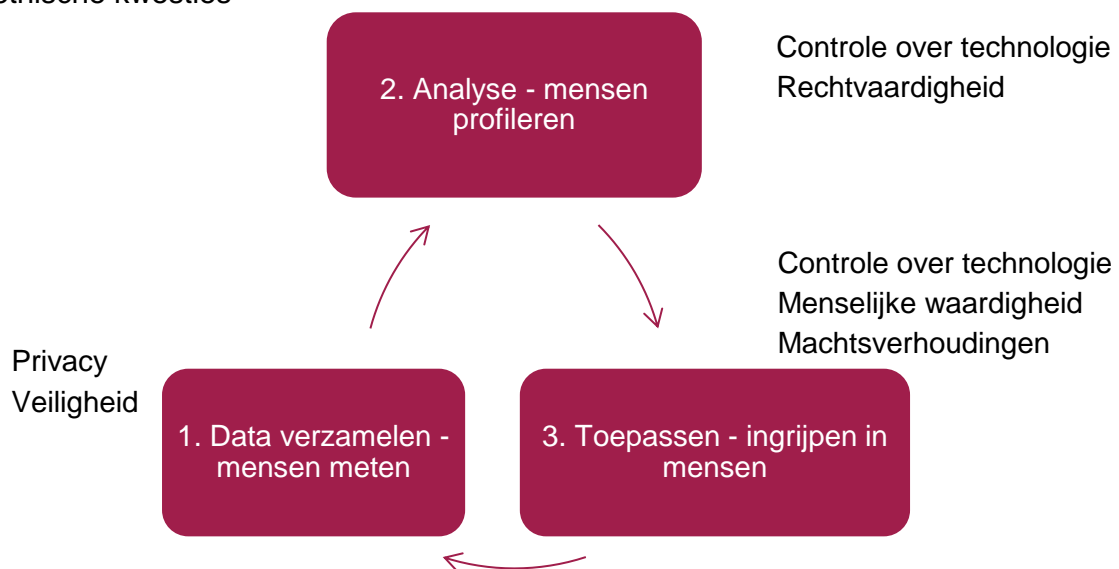 kwesties
2. Analyse - mensen
profileren
Controle over technologie
Rechtvaardigheid
Controle over technologie
Menselijke waardigheid
Machtsverhoudingen
Privacy
Veiligheid
1. Data verzamelen -
mensen meten
3. Toepassen - ingrijpen in
mensen